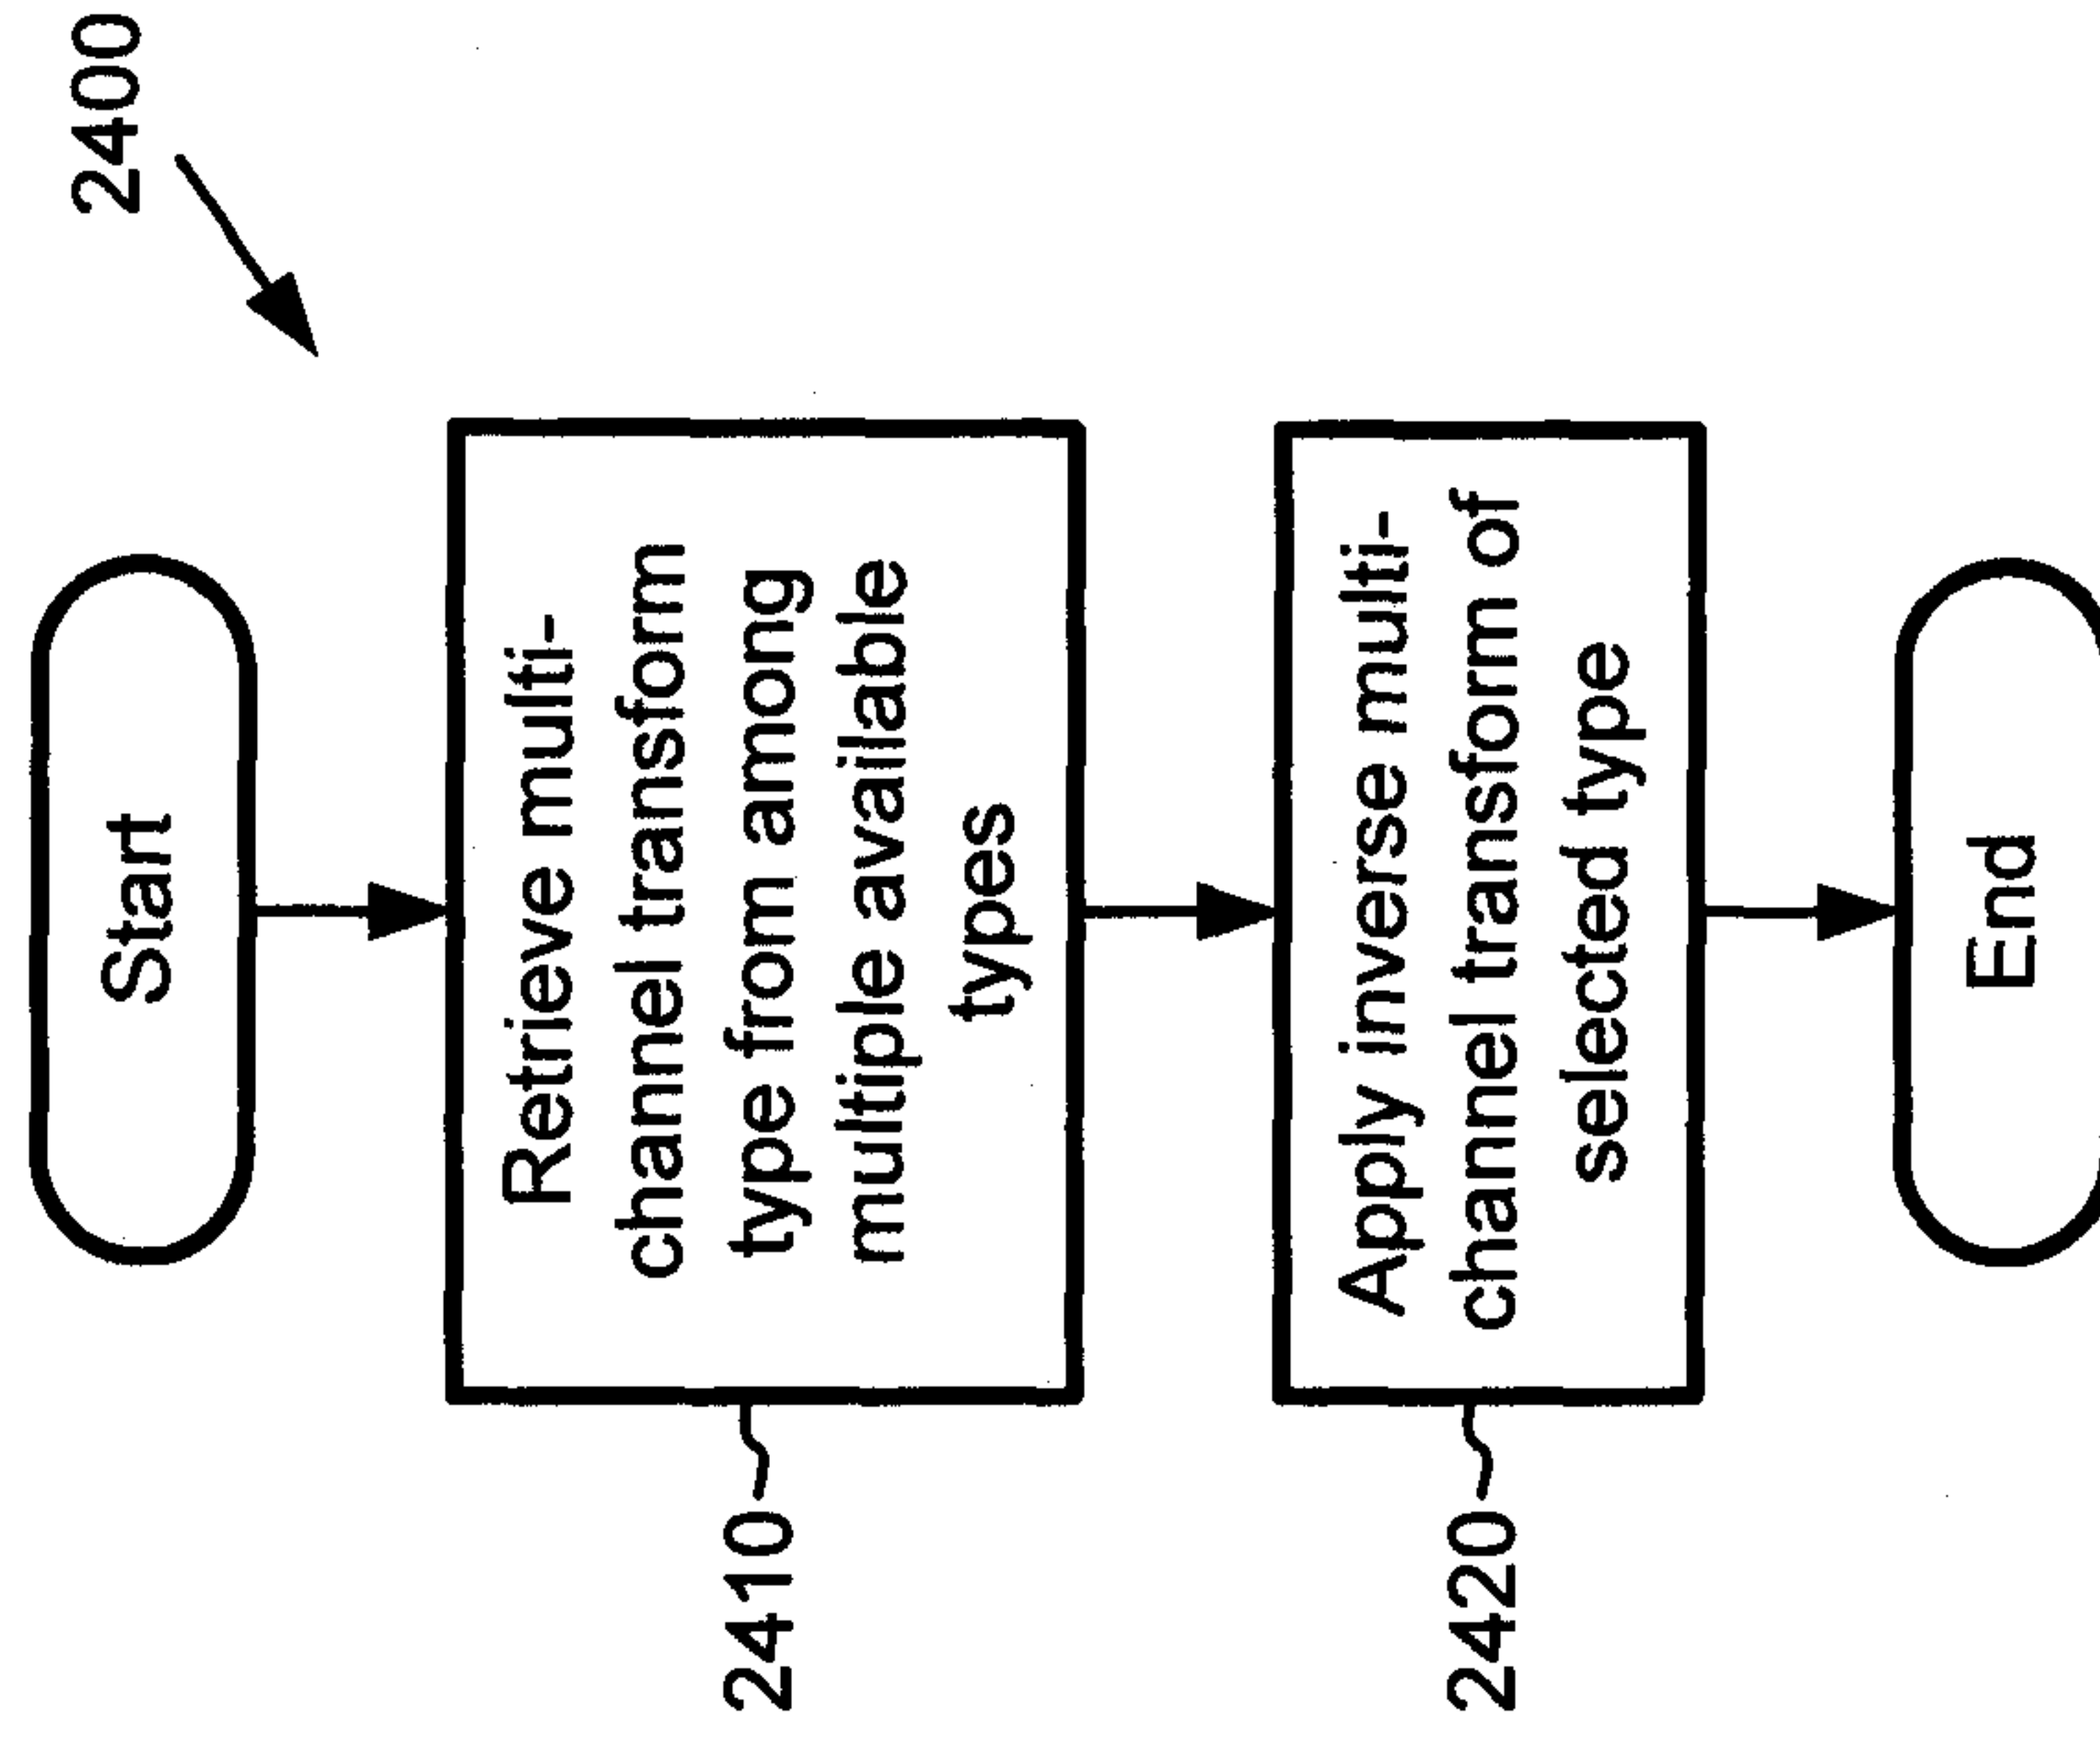 2400
Start
2410
Retrieve multi-
channel transform
type from among
multiple available
types
2420
Apply inverse multi-
channel transform of
selected type
End